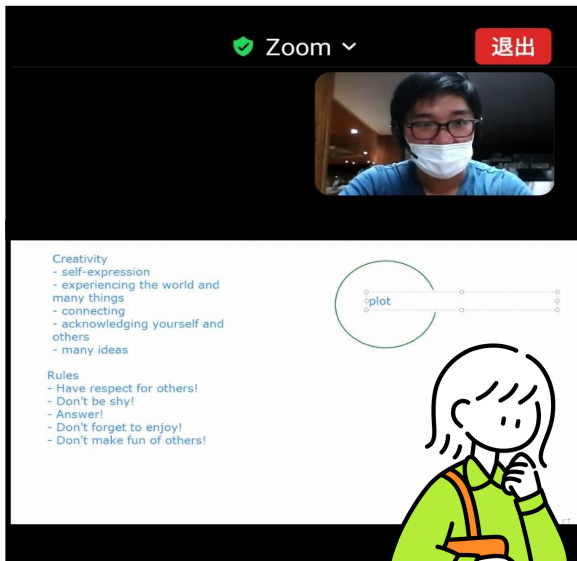 Zoom
退出
Creativity
- self-expression
- experiencing the world and
many things
- connecting
- acknowledging yourself and
others
- many ideas
Rules
- Have respect for others!
- Don't be shy!
- Answer!
- Don't forget to enjoy!
- Don't make fun of others!
plot